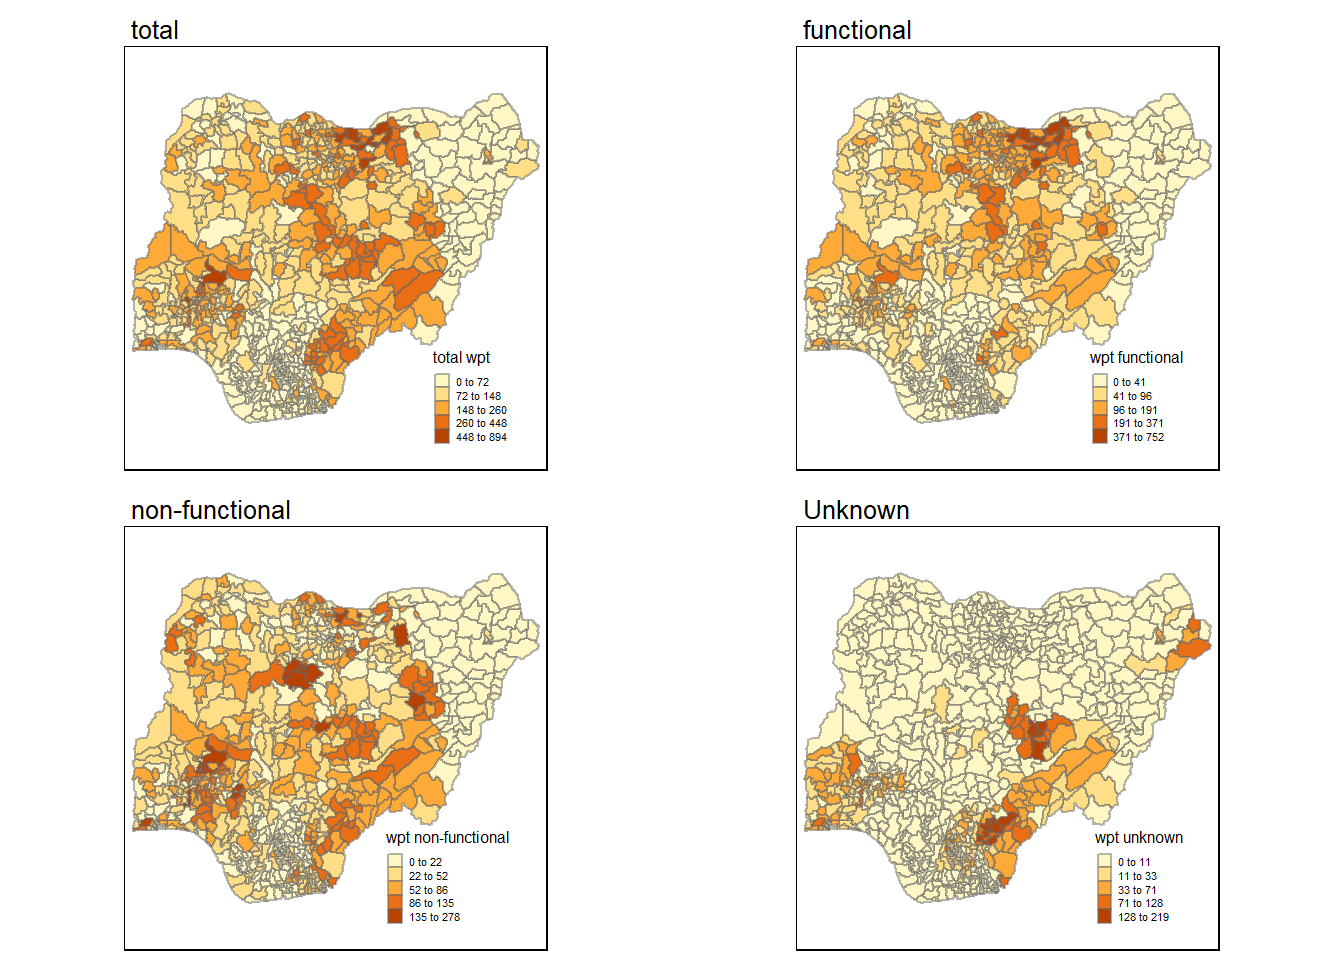 total
total wpt
0 to 72
72 to 148
148 to 260
260 to 448
448 to 894
functional
wpt functional
0 to 41
41 to 96
96 to 191
191 to 371
371 to 752
non-functional
wpt non-functional
0 to 22
22 to 52
52 to 86
86 to 135
135 to 278
Unknown
wpt unknown
0 to 11
11 to 33
33 to 71
71 to 128
128 to 219